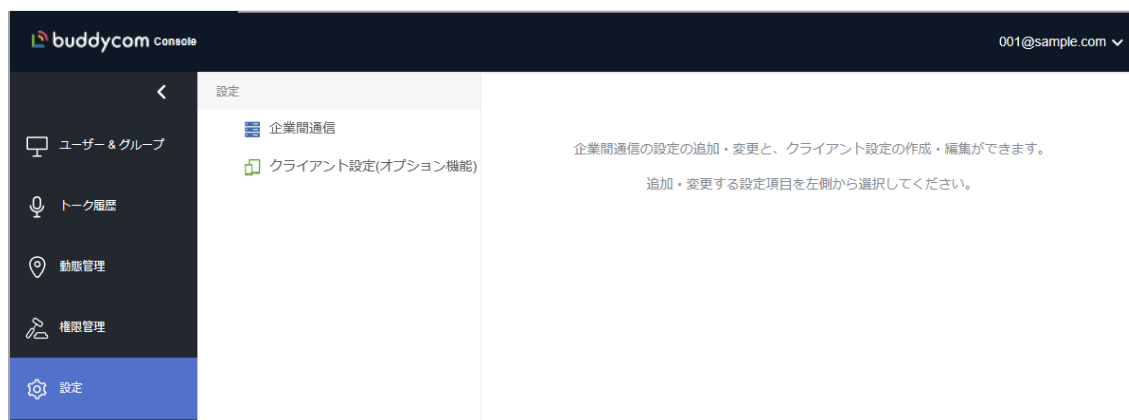 buddycom Console
001@sample.com
設定
企業間通信
クライアント設定(オプション機能)
ユーザー & グループ
トーク履歴
動態管理
権限管理
設定
企業間通信の設定の追加・変更と、クライアント設定の作成・編集ができます。
追加・変更する設定項目を左側から選択してください。